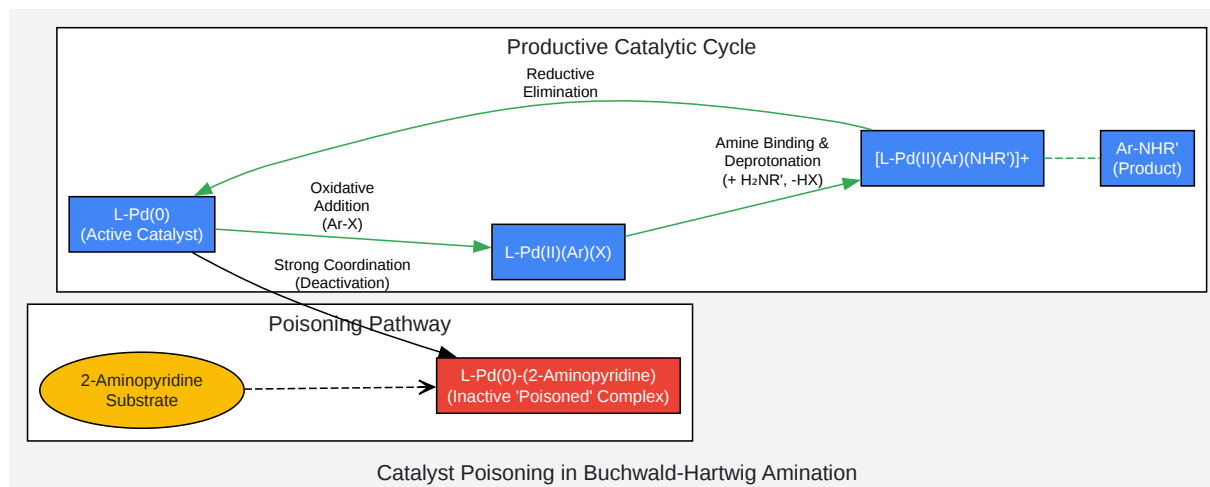 Productive Catalytic Cycle
Reductive
Elimination
Amine Binding &
Deprotonation
(+ H₂NR', -HX)
[L-Pd(II)(Ar)(NHR')]+
Ar-NHR'
(Product)
Oxidative
Addition
(Ar-X)
L-Pd(0)
(Active Catalyst)
L-Pd(II)(Ar)(X)
Strong Coordination
(Deactivation)
Poisoning Pathway
2-Aminopyridine
Substrate
L-Pd(0)-(2-Aminopyridine)
(Inactive 'Poisoned' Complex)
Catalyst Poisoning in Buchwald-Hartwig Amination